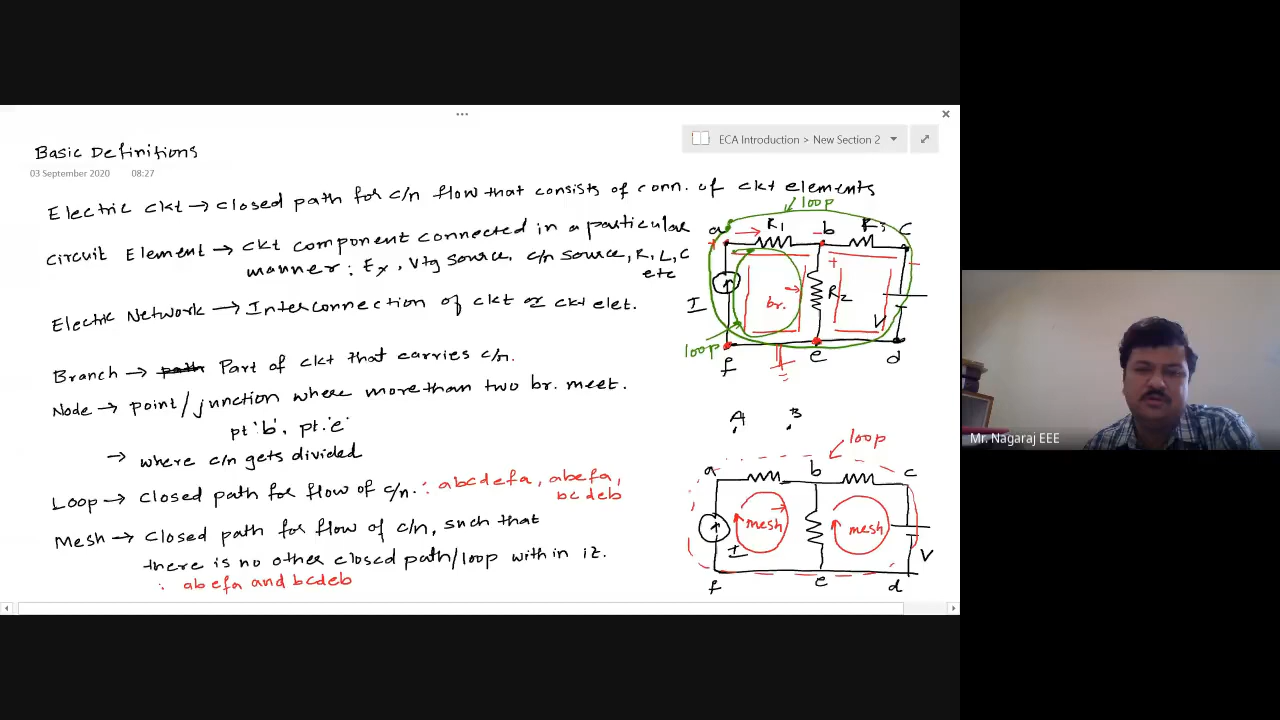 ECA Introduction > New Section 2
Basic Definitions
03 September 2020 08:27
Electric ckt → closed path for c/n flow that consists of conn. of ckt elements
Circuit Element → ckt component connected in a particular
manner: Ex, Vtg source, c/n source, R, L, C
etc
Electric Network → Interconnection of ckt or ckt elet.
Branch → path Part of ckt that carries c/n.
Node → point/junction where more than two br. meet.
pt 'b', pt. 'e'
→ where c/n gets divided
Loop → closed path for flow of c/n. ∴ abcdefa, abefa,
bcdeb
Mesh → closed path for flow of c/n, such that
there is no other closed path/loop within it.
∴ abefa and bcdeb
loop
a R1 b c
+ - +
I br. R2 V
loop
f e d
A B
loop
a b c
mesh mesh
I V
f e d
Mr. Nagaraj EEE